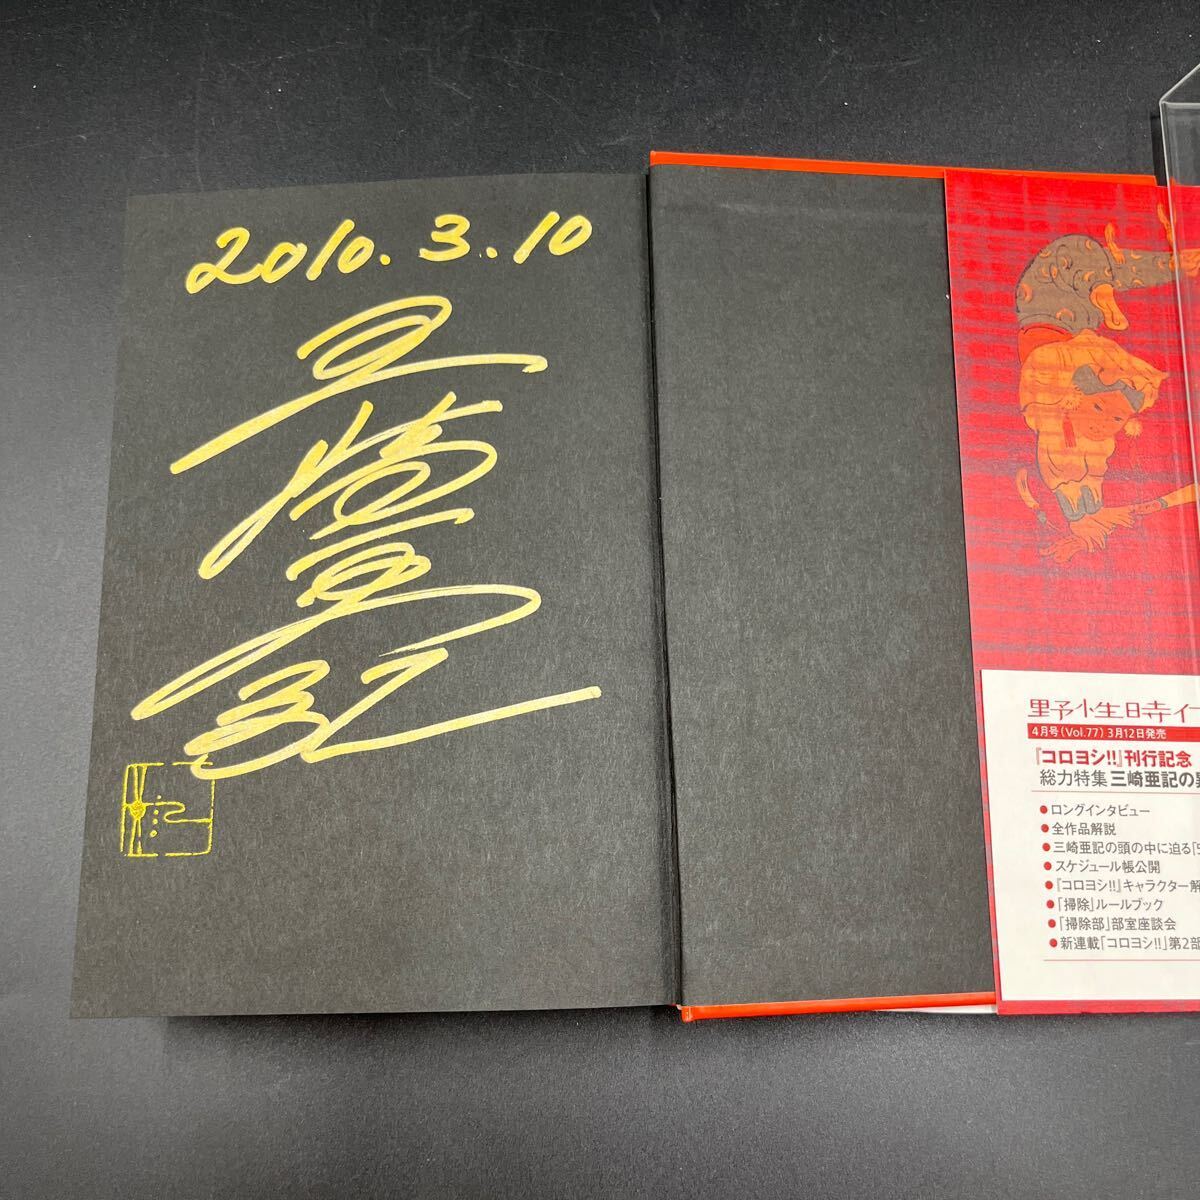 2010.3.10
三崎亜記
野性時代
4月号(Vol.77) 3月12日発売
『コロヨシ!!』刊行記念
総力特集 三崎亜記の
●ロングインタビュー
●全作品解説
●三崎亜記の頭の中に迫る「
●スケジュール帳公開
●『コロヨシ!!』キャラクター解
●「掃除」ルールブック
●「掃除部」部室座談会
●新連載「コロヨシ!!」第2部